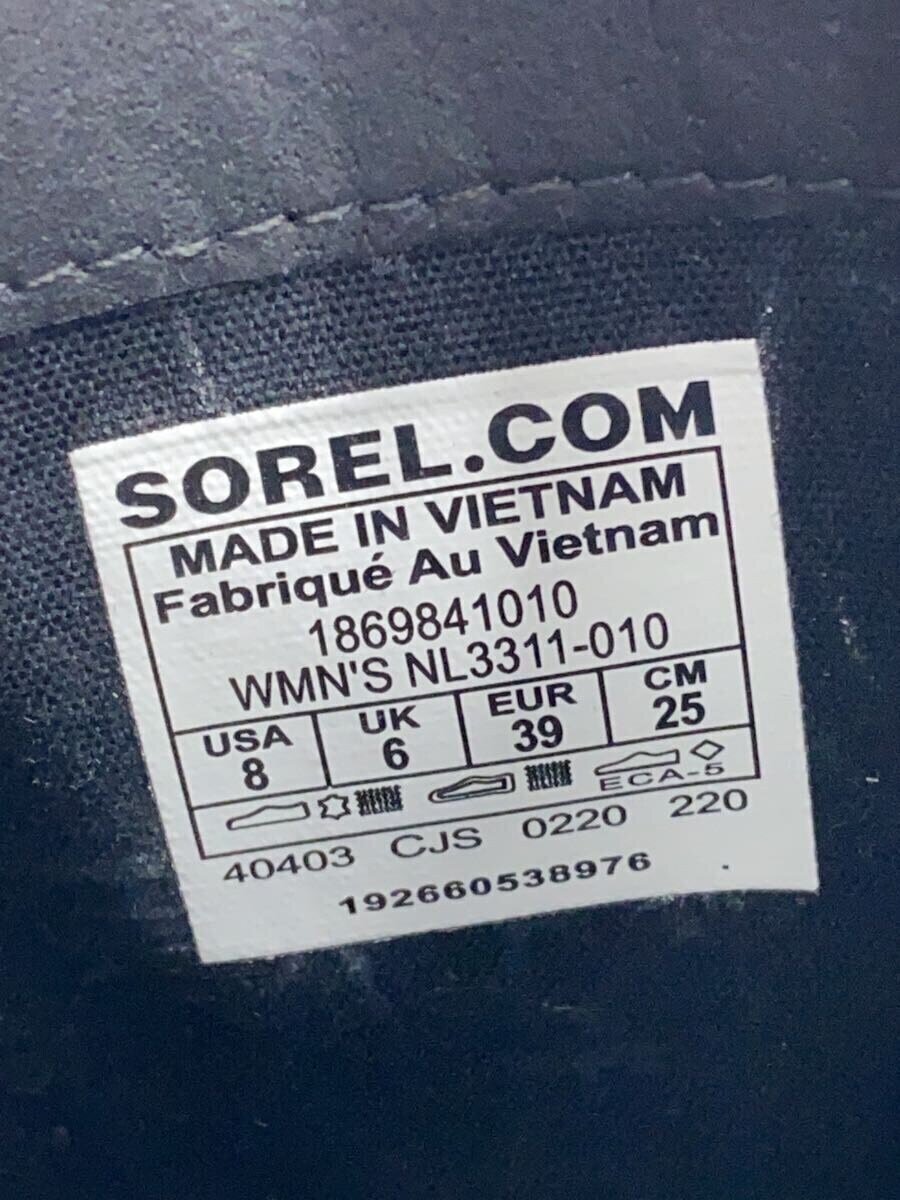 SOREL.COM
MADE IN VIETNAM
Fabriqué Au Vietnam
1869841010
WMN'S NL3311-010
USA UK EUR CM
8 6 39 25
ECA-5
40403 CJS 0220 220
192660538976